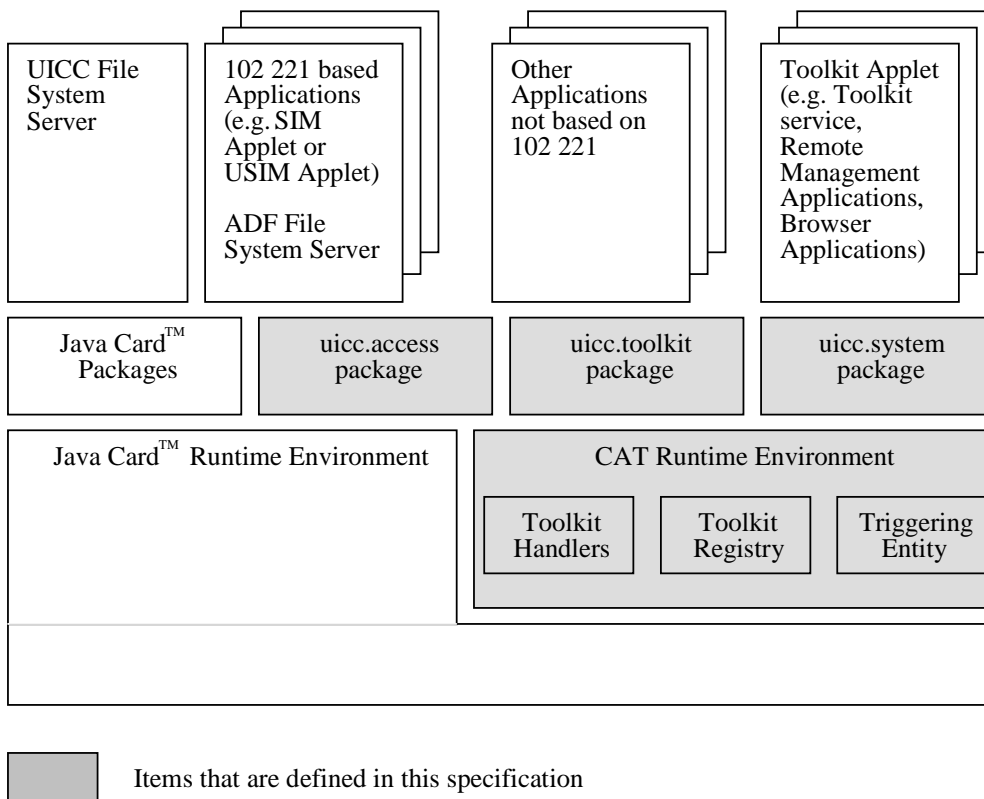 UICC File
System
Server
102 221 based
Applications
(e.g. SIM
Applet or
USIM Applet)
ADF File
System Server
Other
Applications
not based on
102 221
Toolkit Applet
(e.g. Toolkit
service,
Remote
Management
Applications,
Browser
Applications)
Java Card™
Packages
uicc.access
package
uicc.toolkit
package
uicc.system
package
Java Card™ Runtime Environment
CAT Runtime Environment
Toolkit
Handlers
Toolkit
Registry
Triggering
Entity
Items that are defined in this specification